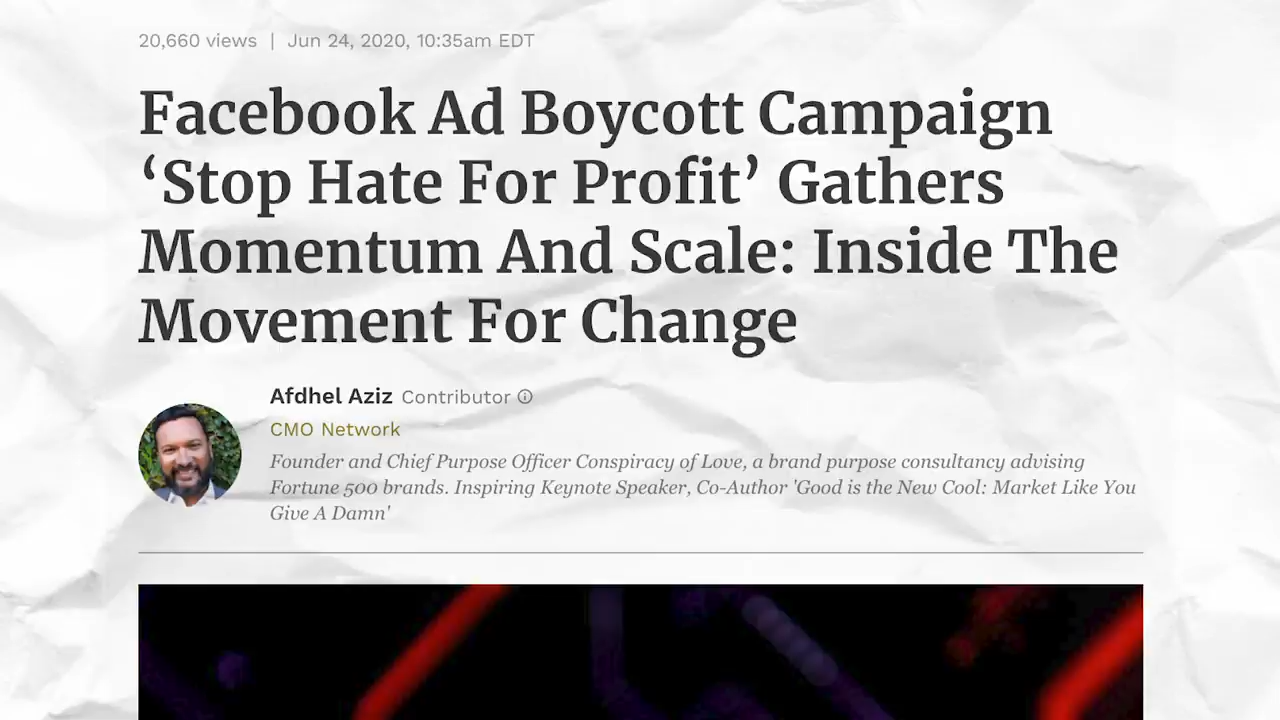 20,660 views | Jun 24, 2020, 10:35am EDT
Facebook Ad Boycott Campaign
‘Stop Hate For Profit’ Gathers
Momentum And Scale: Inside The
Movement For Change
Afdhel Aziz Contributor ⓘ
CMO Network
Founder and Chief Purpose Officer Conspiracy of Love, a brand purpose consultancy advising
Fortune 500 brands. Inspiring Keynote Speaker, Co-Author 'Good is the New Cool: Market Like You
Give A Damn'